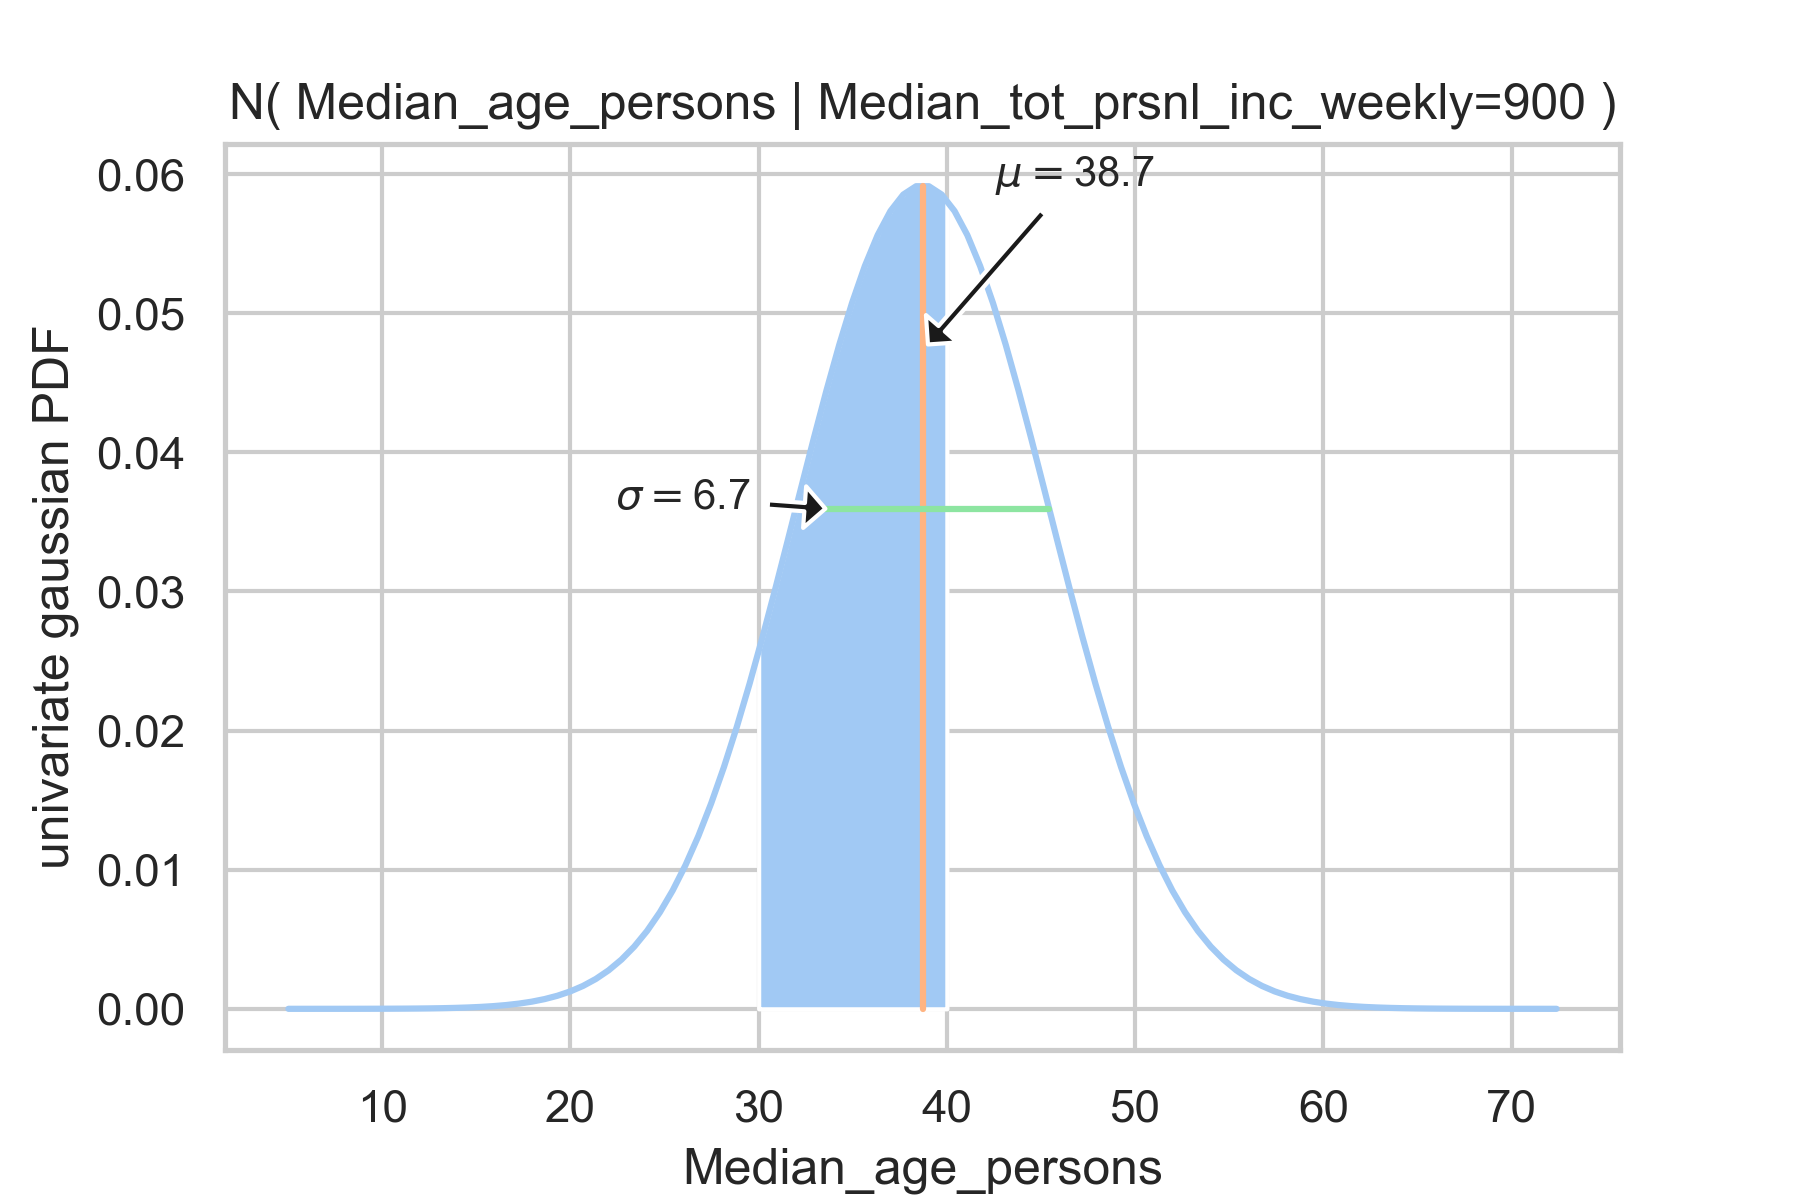 N( Median_age_persons | Median_tot_prsnl_inc_weekly=900 )
0.06
0.05
0.04
0.03
0.02
0.01
0.00
univariate gaussian PDF
μ = 38.7
σ = 6.7
10 20 30 40 50 60 70
Median_age_persons